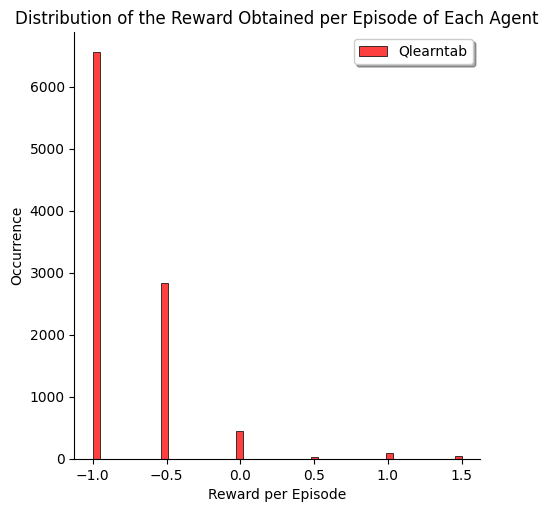 Distribution of the Reward Obtained per Episode of Each Agent
Qlearntab
6000
5000
4000
3000
2000
1000
0
Occurrence
−1.0 −0.5 0.0 0.5 1.0 1.5
Reward per Episode